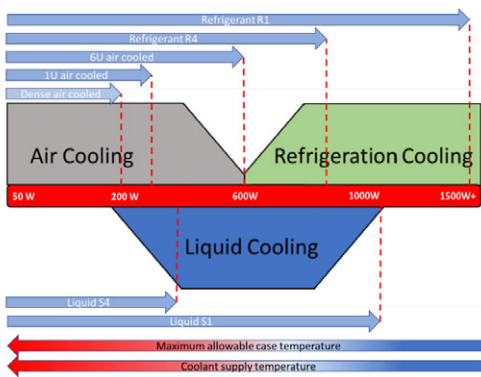 Refrigerant R1
Refrigerant R4
6U air cooled
1U air cooled
Dense air cooled
Air Cooling
Refrigeration Cooling
50 W 200 W 600W 1000W 1500W+
Liquid Cooling
Liquid S4
Liquid S1
Maximum allowable case temperature
Coolant supply temperature